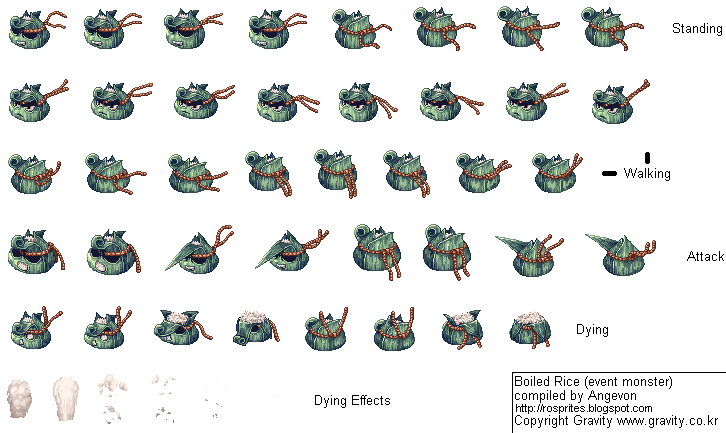 Standing
Walking
Attack
Dying
Dying Effects
Boiled Rice (event monster)
compiled by Angevon
http://rosprites.blogspot.com
Copyright Gravity www.gravity.co.kr